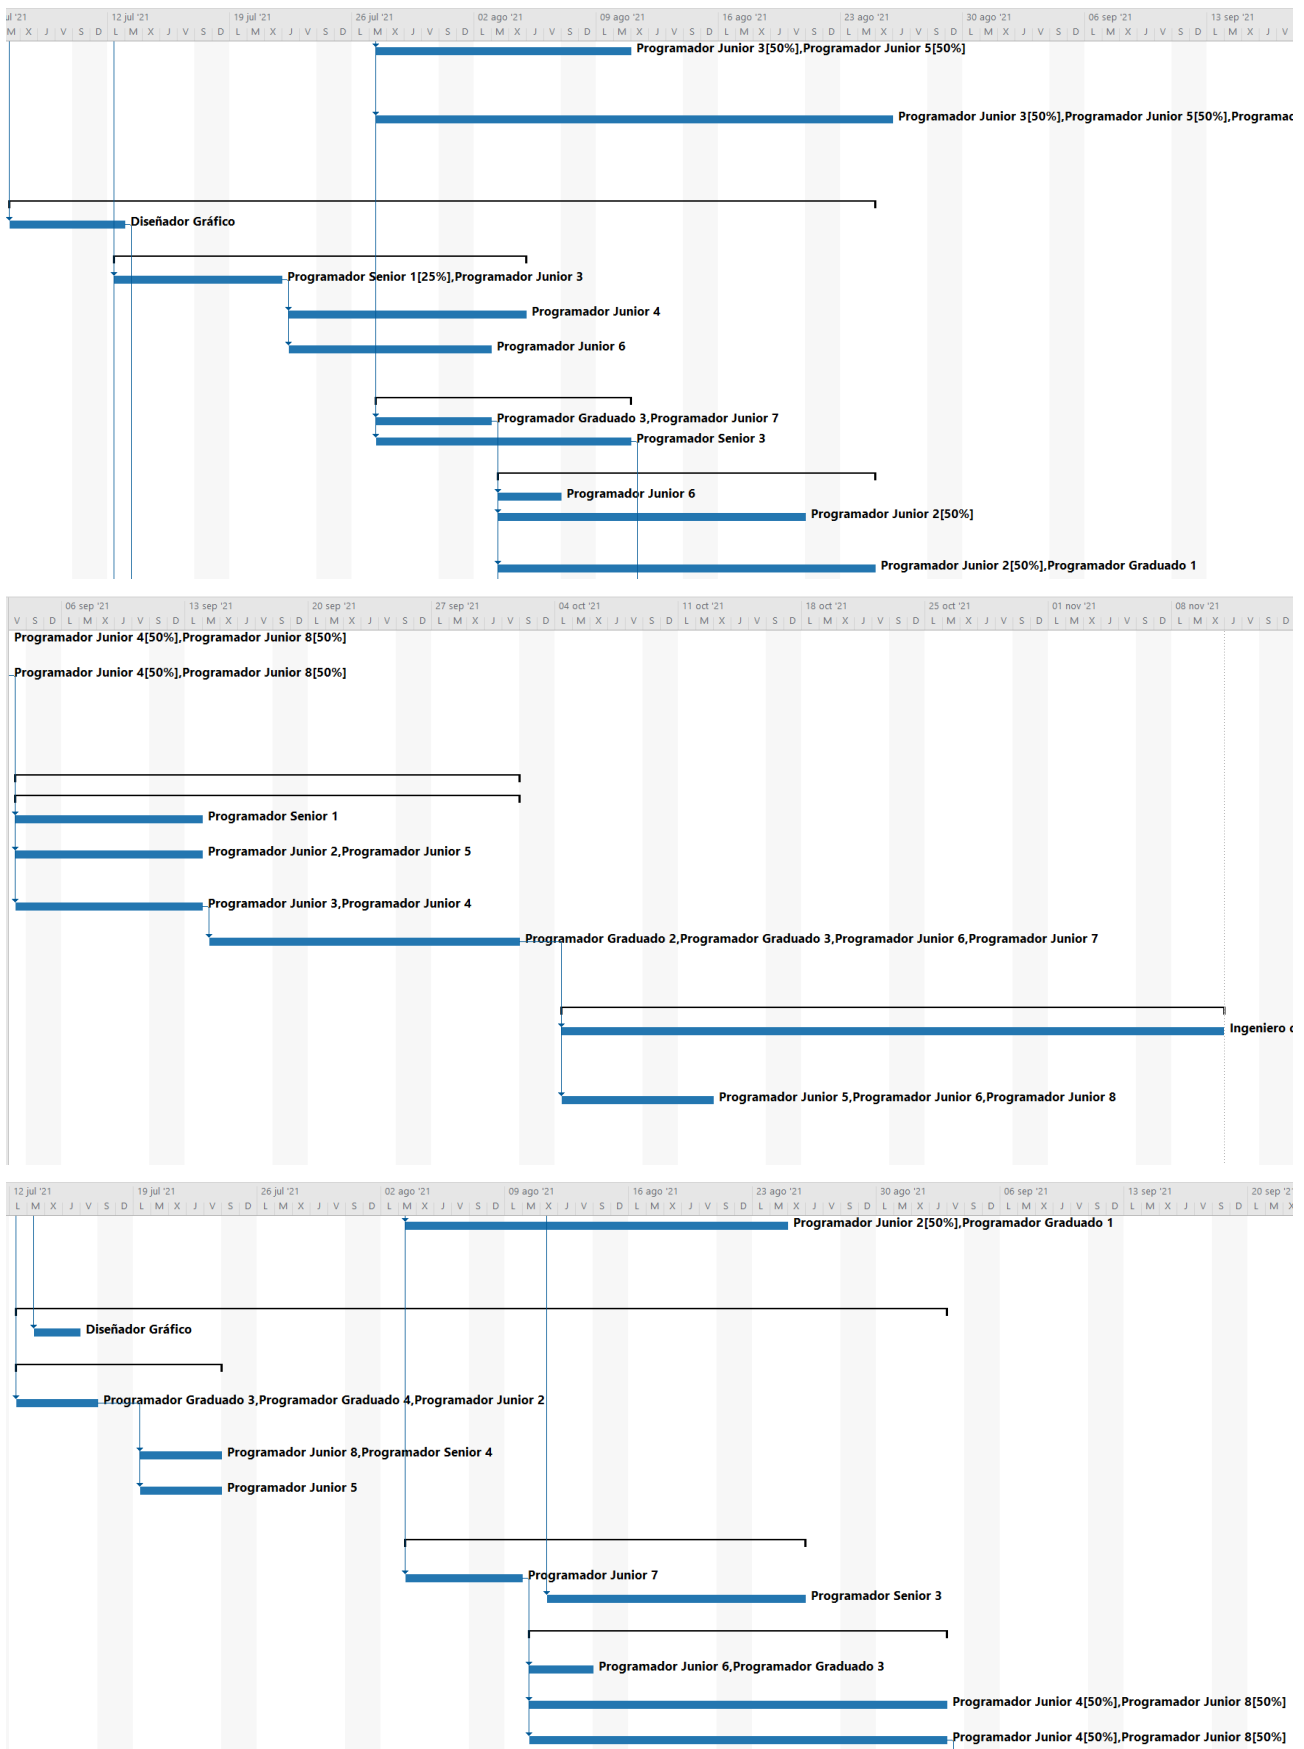 ul '21 12 jul '21 19 jul '21 26 jul '21 02 ago '21 09 ago '21 16 ago '21 23 ago '21 30 ago '21 06 sep '21 13 sep '21
M X J V S D L M X J V S D L M X J V S D L M X J V S D L M X J V S D L M X J V S D L M X J V S D L M X J V S D L M X J V S D L M X J V S D L M X J V
Programador Junior 3[50%],Programador Junior 5[50%]
Programador Junior 3[50%],Programador Junior 5[50%],Programad
Diseñador Gráfico
Programador Senior 1[25%],Programador Junior 3
Programador Junior 4
Programador Junior 6
Programador Graduado 3,Programador Junior 7
Programador Senior 3
Programador Junior 6
Programador Junior 2[50%]
Programador Junior 2[50%],Programador Graduado 1
06 sep '21 13 sep '21 20 sep '21 27 sep '21 04 oct '21 11 oct '21 18 oct '21 25 oct '21 01 nov '21 08 nov '21
V S D L M X J V S D L M X J V S D L M X J V S D L M X J V S D L M X J V S D L M X J V S D L M X J V S D L M X J V S D L M X J V S D L M X J V S D
Programador Junior 4[50%],Programador Junior 8[50%]
Programador Junior 4[50%],Programador Junior 8[50%]
Programador Senior 1
Programador Junior 2,Programador Junior 5
Programador Junior 3,Programador Junior 4
Programador Graduado 2,Programador Graduado 3,Programador Junior 6,Programador Junior 7
Ingeniero d
Programador Junior 5,Programador Junior 6,Programador Junior 8
12 jul '21 19 jul '21 26 jul '21 02 ago '21 09 ago '21 16 ago '21 23 ago '21 30 ago '21 06 sep '21 13 sep '21 20 sep '21
L M X J V S D L M X J V S D L M X J V S D L M X J V S D L M X J V S D L M X J V S D L M X J V S D L M X J V S D L M X J V S D L M X J V S D L M X
Programador Junior 2[50%],Programador Graduado 1
Diseñador Gráfico
Programador Graduado 3,Programador Graduado 4,Programador Junior 2
Programador Junior 8,Programador Senior 4
Programador Junior 5
Programador Junior 7
Programador Senior 3
Programador Junior 6,Programador Graduado 3
Programador Junior 4[50%],Programador Junior 8[50%]
Programador Junior 4[50%],Programador Junior 8[50%]